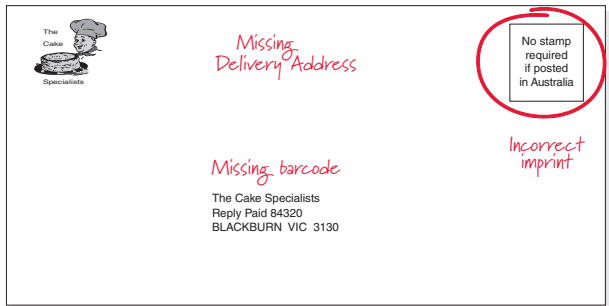 The
Cake
Specialists
Missing
Delivery Address
No stamp
required
if posted
in Australia
Incorrect
imprint
Missing barcode
The Cake Specialists
Reply Paid 84320
BLACKBURN VIC 3130